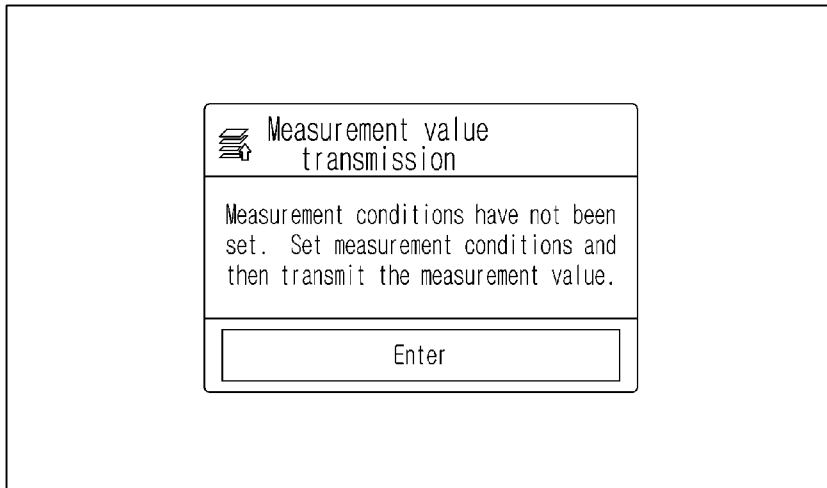 Measurement value
transmission
Measurement conditions have not been
set. Set measurement conditions and
then transmit the measurement value.
Enter